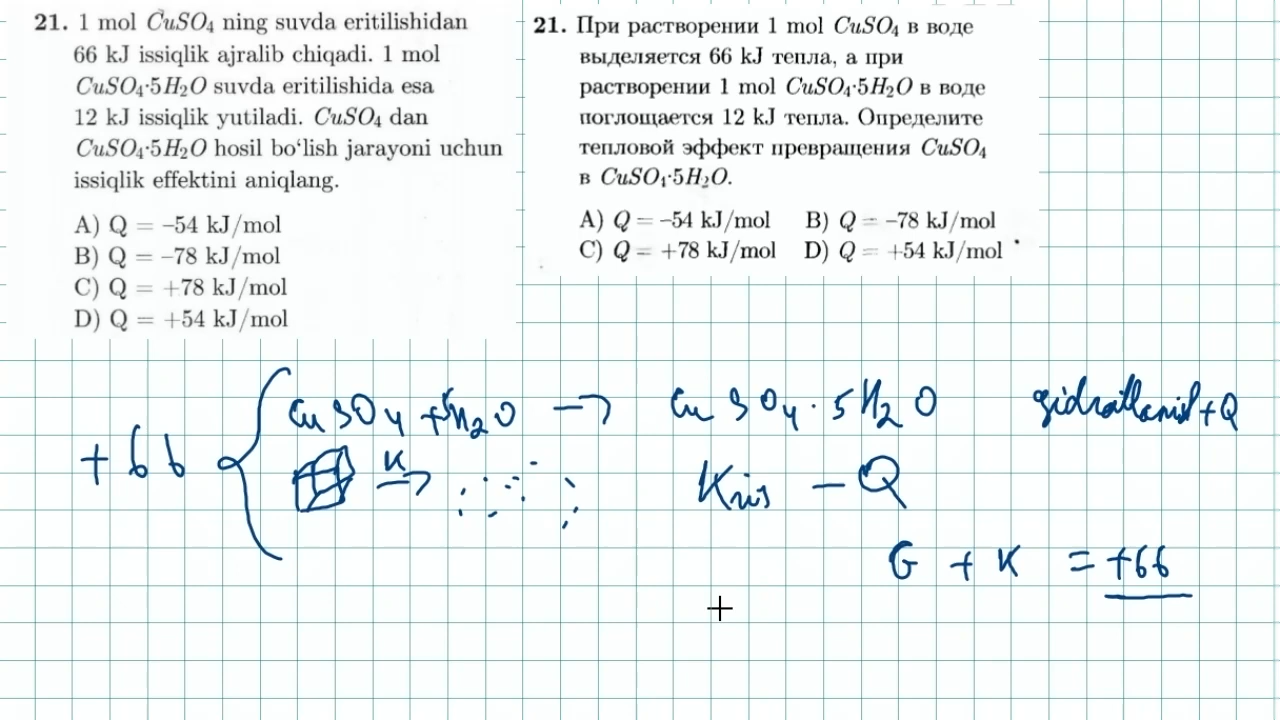 21. 1 mol CuSO₄ ning suvda eritilishidan
66 kJ issiqlik ajralib chiqadi. 1 mol
CuSO₄·5H₂O suvda eritilishida esa
12 kJ issiqlik yutiladi. CuSO₄ dan
CuSO₄·5H₂O hosil bo‘lish jarayoni uchun
issiqlik effektini aniqlang.
A) Q = –54 kJ/mol
B) Q = –78 kJ/mol
C) Q = +78 kJ/mol
D) Q = +54 kJ/mol
21. При растворении 1 mol CuSO₄ в воде
выделяется 66 kJ тепла, а при
растворении 1 mol CuSO₄·5H₂O в воде
поглощается 12 kJ тепла. Определите
тепловой эффект превращения CuSO₄
в CuSO₄·5H₂O.
A) Q = –54 kJ/mol B) Q = –78 kJ/mol
C) Q = +78 kJ/mol D) Q = +54 kJ/mol
CuSO₄ + 5H₂O → CuSO₄·5H₂O +Q
+66 K → Kris – Q
G + K = +66